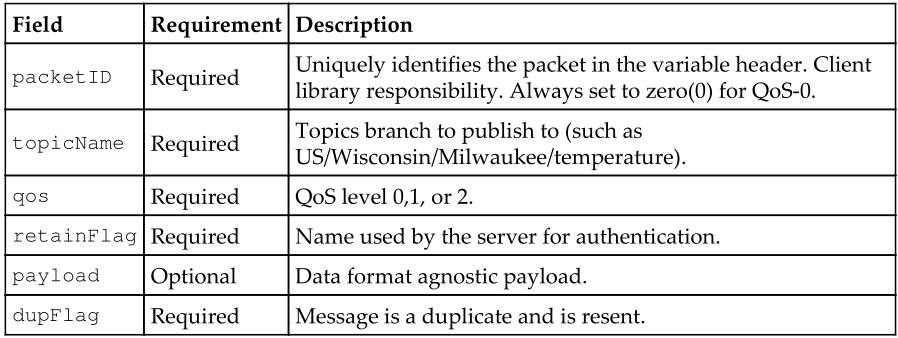 Field Requirement Description
packetID Required Uniquely identifies the packet in the variable header. Client
library responsibility. Always set to zero(0) for QoS-0.
topicName Required Topics branch to publish to (such as
US/Wisconsin/Milwaukee/temperature).
qos Required QoS level 0,1, or 2.
retainFlag Required Name used by the server for authentication.
payload Optional Data format agnostic payload.
dupFlag Required Message is a duplicate and is resent.